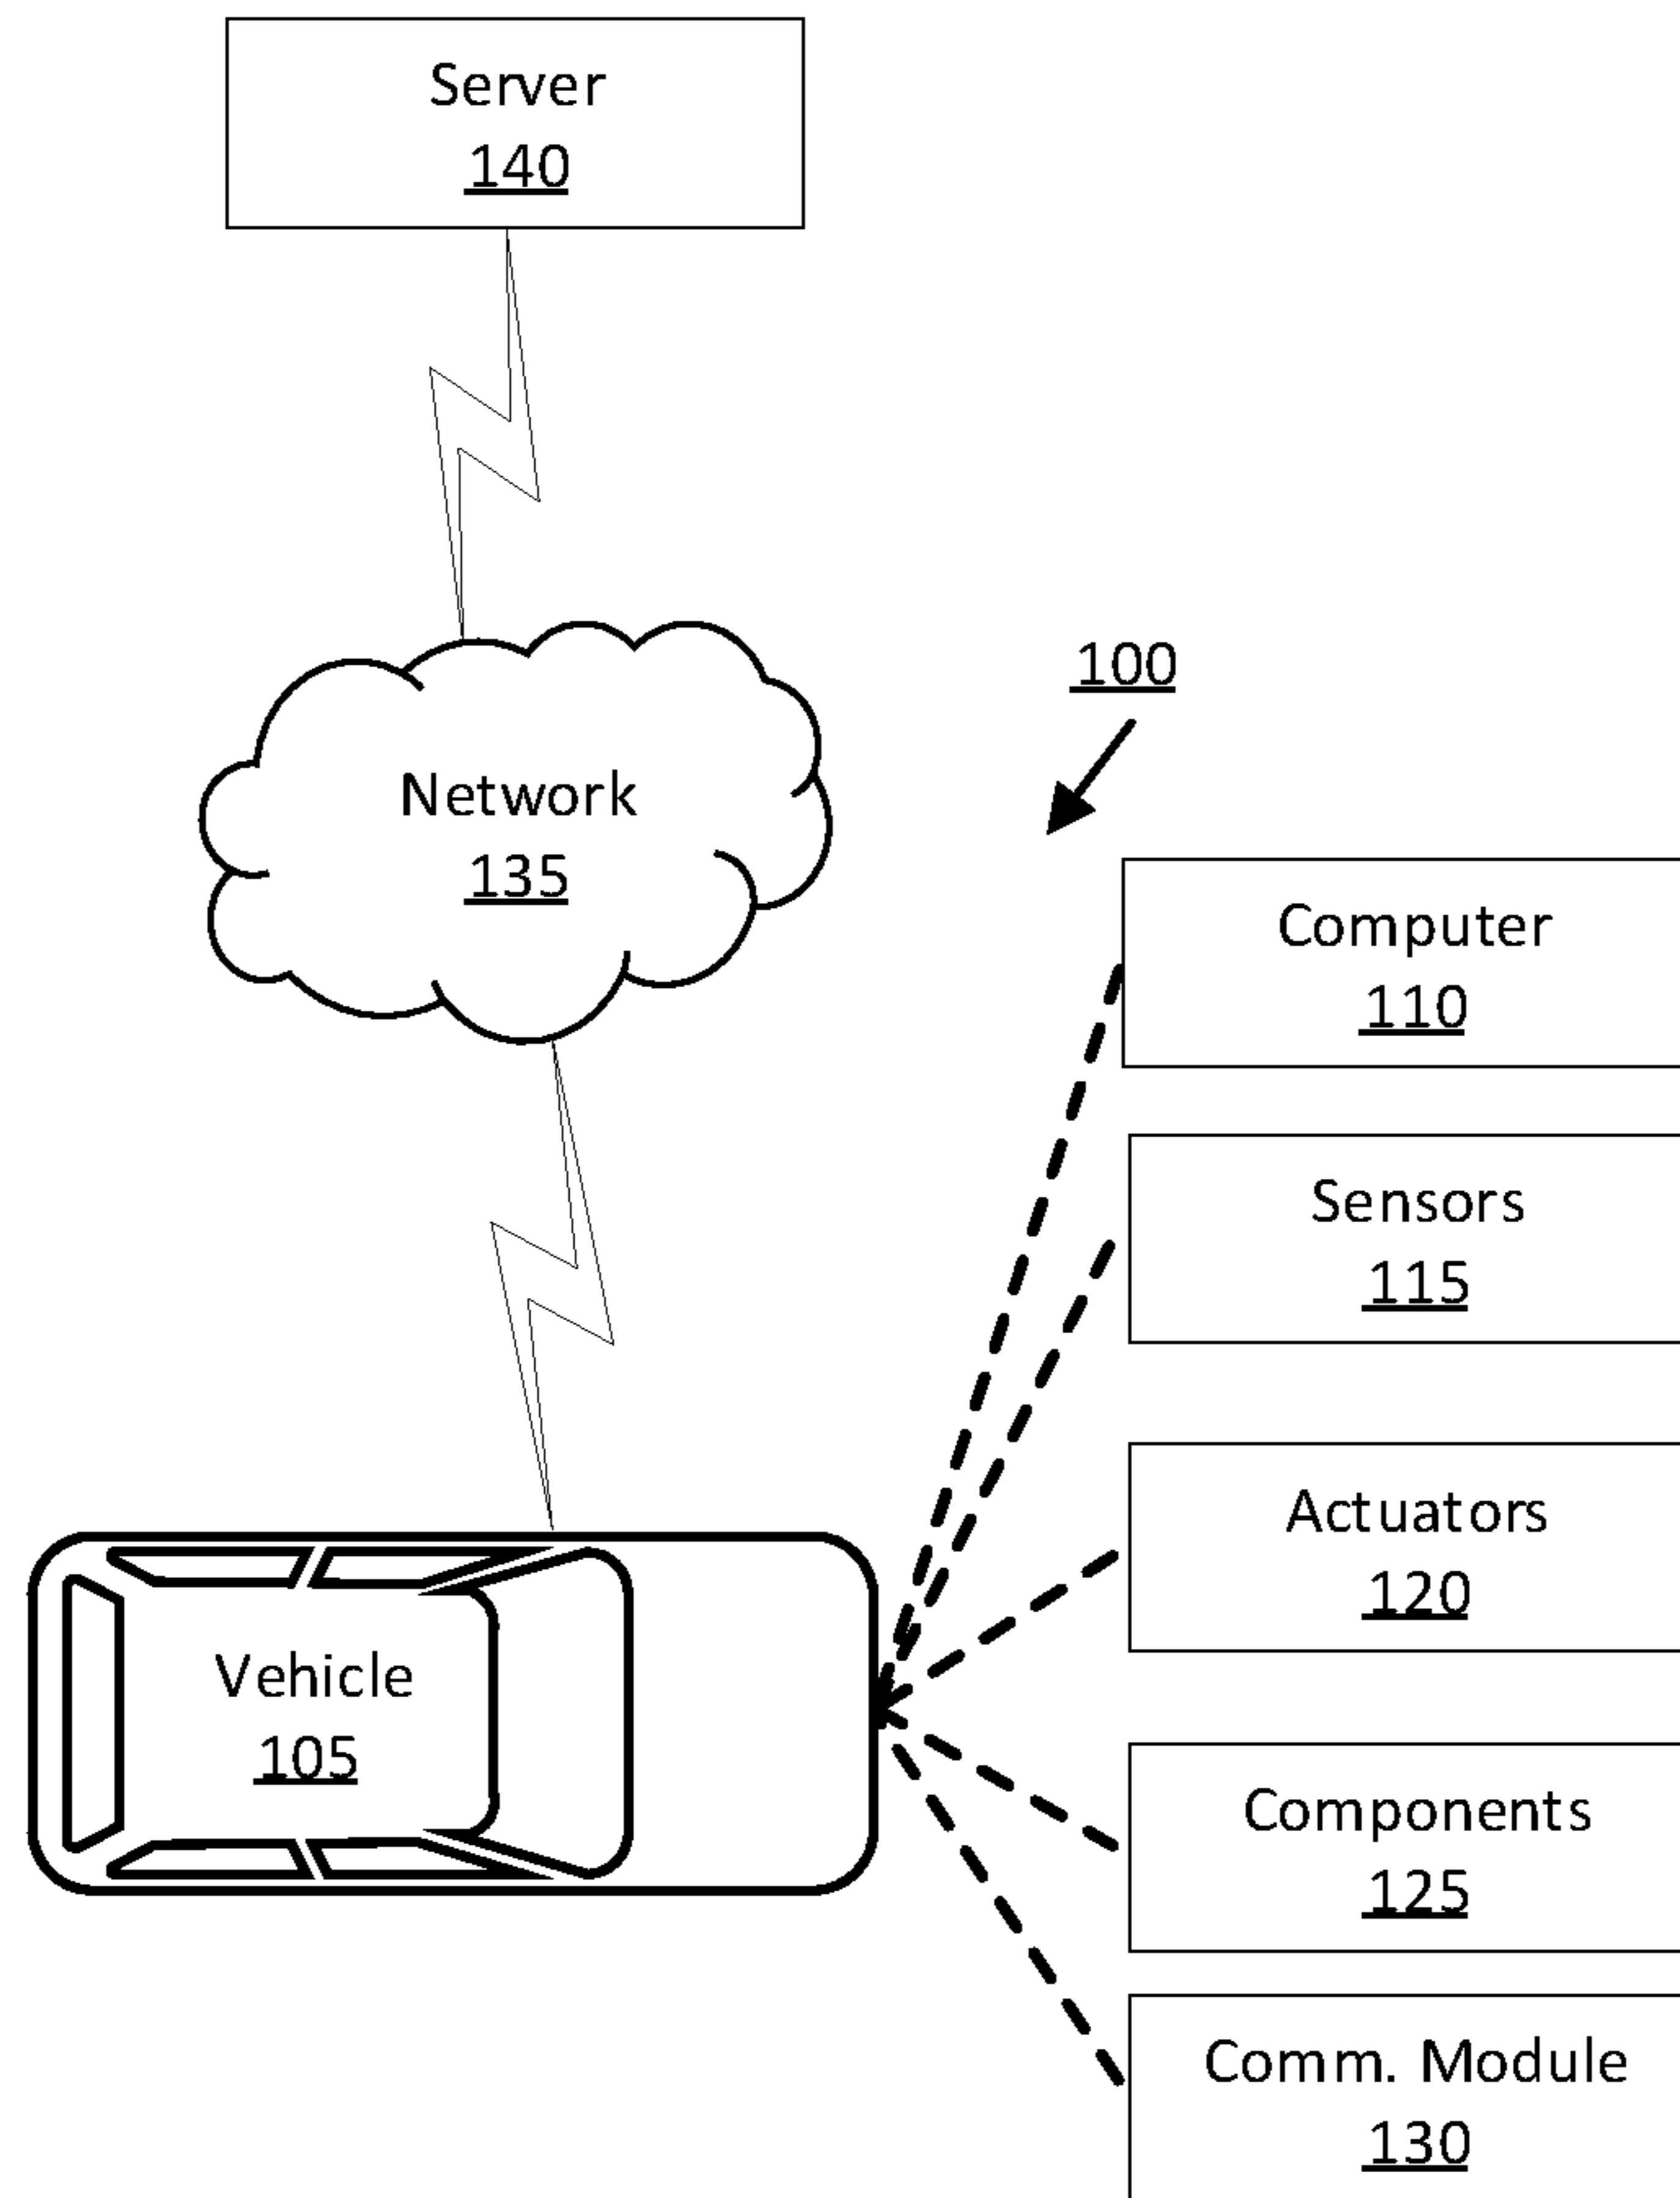 Server
140
Network
135
100
Computer
110
Sensors
115
Actuators
120
Vehicle
105
Components
125
Comm. Module
130